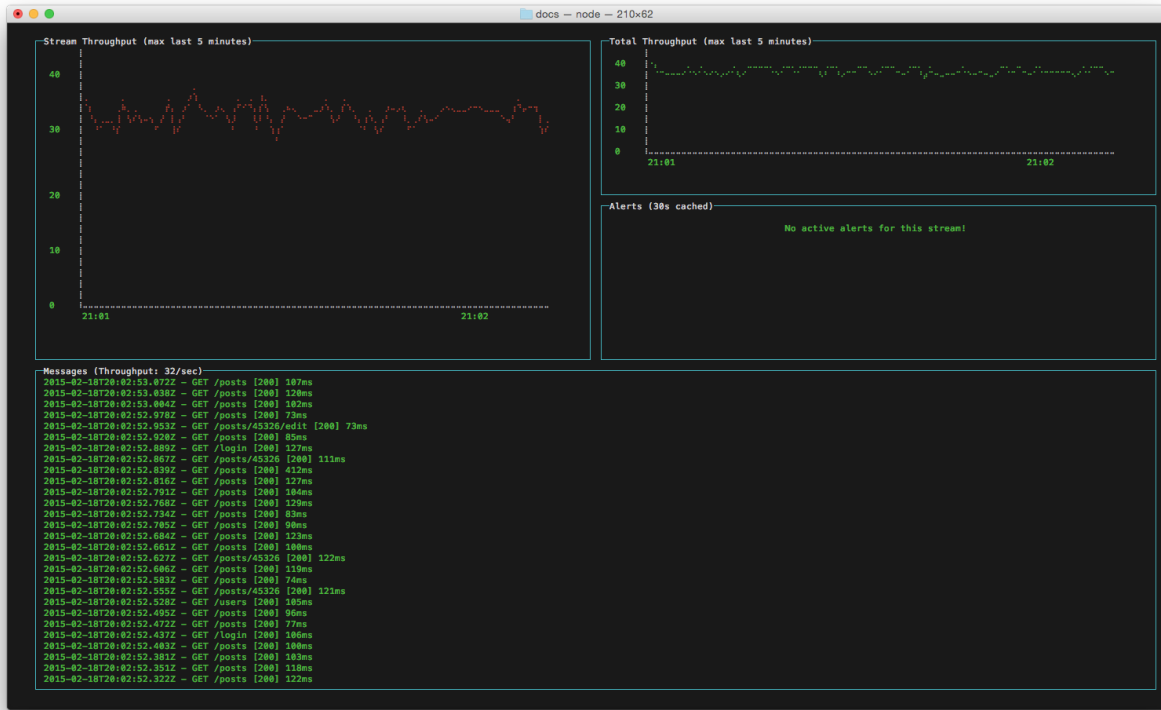 docs — node — 210×62
Stream Throughput (max last 5 minutes)
40
30
20
10
0
21:01
21:02
Total Throughput (max last 5 minutes)
40
30
20
10
0
21:01
21:02
Alerts (30s cached)
No active alerts for this stream!
Messages (Throughput: 32/sec)
2015-02-18T20:02:53.072Z - GET /posts [200] 107ms
2015-02-18T20:02:53.038Z - GET /posts [200] 120ms
2015-02-18T20:02:53.004Z - GET /posts [200] 102ms
2015-02-18T20:02:52.978Z - GET /posts [200] 73ms
2015-02-18T20:02:52.953Z - GET /posts/45326/edit [200] 73ms
2015-02-18T20:02:52.920Z - GET /posts [200] 85ms
2015-02-18T20:02:52.889Z - GET /login [200] 127ms
2015-02-18T20:02:52.867Z - GET /posts/45326 [200] 111ms
2015-02-18T20:02:52.839Z - GET /posts [200] 412ms
2015-02-18T20:02:52.816Z - GET /posts [200] 127ms
2015-02-18T20:02:52.791Z - GET /posts [200] 104ms
2015-02-18T20:02:52.768Z - GET /posts [200] 129ms
2015-02-18T20:02:52.734Z - GET /posts [200] 83ms
2015-02-18T20:02:52.705Z - GET /posts [200] 90ms
2015-02-18T20:02:52.684Z - GET /posts [200] 123ms
2015-02-18T20:02:52.661Z - GET /posts [200] 100ms
2015-02-18T20:02:52.627Z - GET /posts/45326 [200] 122ms
2015-02-18T20:02:52.606Z - GET /posts [200] 119ms
2015-02-18T20:02:52.583Z - GET /posts [200] 74ms
2015-02-18T20:02:52.555Z - GET /posts/45326 [200] 121ms
2015-02-18T20:02:52.528Z - GET /users [200] 105ms
2015-02-18T20:02:52.495Z - GET /posts [200] 96ms
2015-02-18T20:02:52.472Z - GET /posts [200] 77ms
2015-02-18T20:02:52.437Z - GET /login [200] 106ms
2015-02-18T20:02:52.403Z - GET /posts [200] 100ms
2015-02-18T20:02:52.381Z - GET /posts [200] 103ms
2015-02-18T20:02:52.351Z - GET /posts [200] 118ms
2015-02-18T20:02:52.322Z - GET /posts [200] 122ms